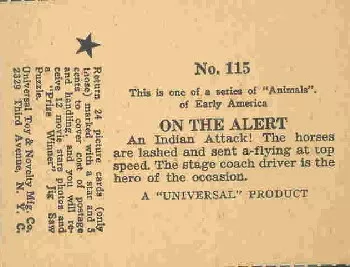 No. 115
This is one of a series of "Animals".
of Early America
ON THE ALERT
An Indian Attack! The horses
are lashed and sent a-flying at top
speed. The stage coach driver is the
hero of the occasion.
A "UNIVERSAL" PRODUCT
Return 24 picture cards (only
faces) marked with a star and 5
cents to cover cost of postage
and handling, and you will re-
ceive 12 movie stars photos and
a "Prize Winner" Jig Saw
Puzzle.
Universal Toy & Novelty Mfg. Co.
2329 Third Avenue, N. Y. C.